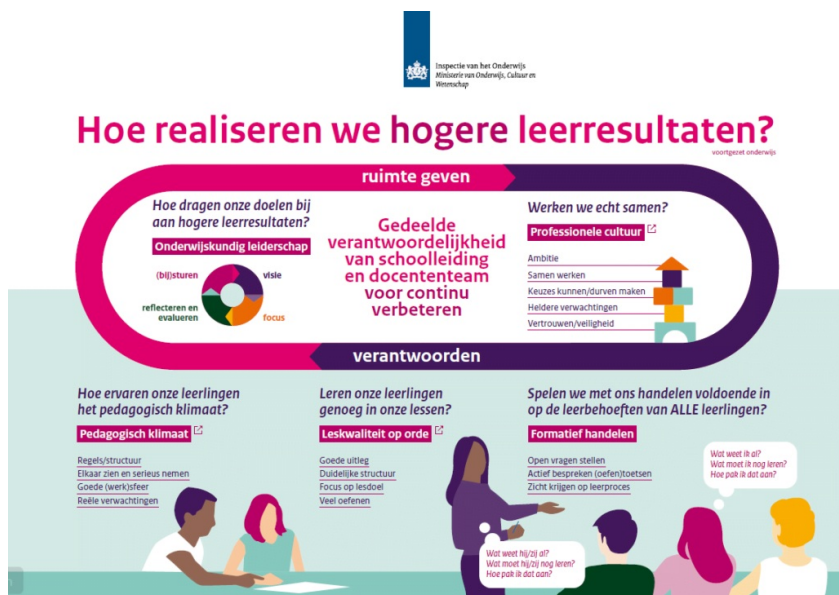 Inspectie van het Onderwijs
Ministerie van Onderwijs, Cultuur en
Wetenschap
Hoe realiseren we hogere leerresultaten?
voortgezet onderwijs
ruimte geven
Hoe dragen onze doelen bij
aan hogere leerresultaten?
Onderwijskundig leiderschap
(bij)sturen
visie
reflecteren en
evalueren
focus
Gedeelde
verantwoordelijkheid
van schoolleiding
en docententeam
voor continu
verbeteren
Werken we echt samen?
Professionele cultuur
Ambitie
Samen werken
Keuzes kunnen/durven maken
Heldere verwachtingen
Vertrouwen/veiligheid
verantwoorden
Hoe ervaren onze leerlingen
het pedagogisch klimaat?
Pedagogisch klimaat
Regels/structuur
Elkaar zien en serieus nemen
Goede (werk)sfeer
Reële verwachtingen
Leren onze leerlingen
genoeg in onze lessen?
Leskwaliteit op orde
Goede uitleg
Duidelijke structuur
Focus op lesdoel
Veel oefenen
Spelen we met ons handelen voldoende in
op de leerbehoeften van ALLE leerlingen?
Formatief handelen
Open vragen stellen
Actief bespreken (oefen)toetsen
Zicht krijgen op leerproces
Wat weet ik al?
Wat moet ik nog leren?
Hoe pak ik dat aan?
Wat weet hij/zij al?
Wat moet hij/zij nog leren?
Hoe pak ik dat aan?